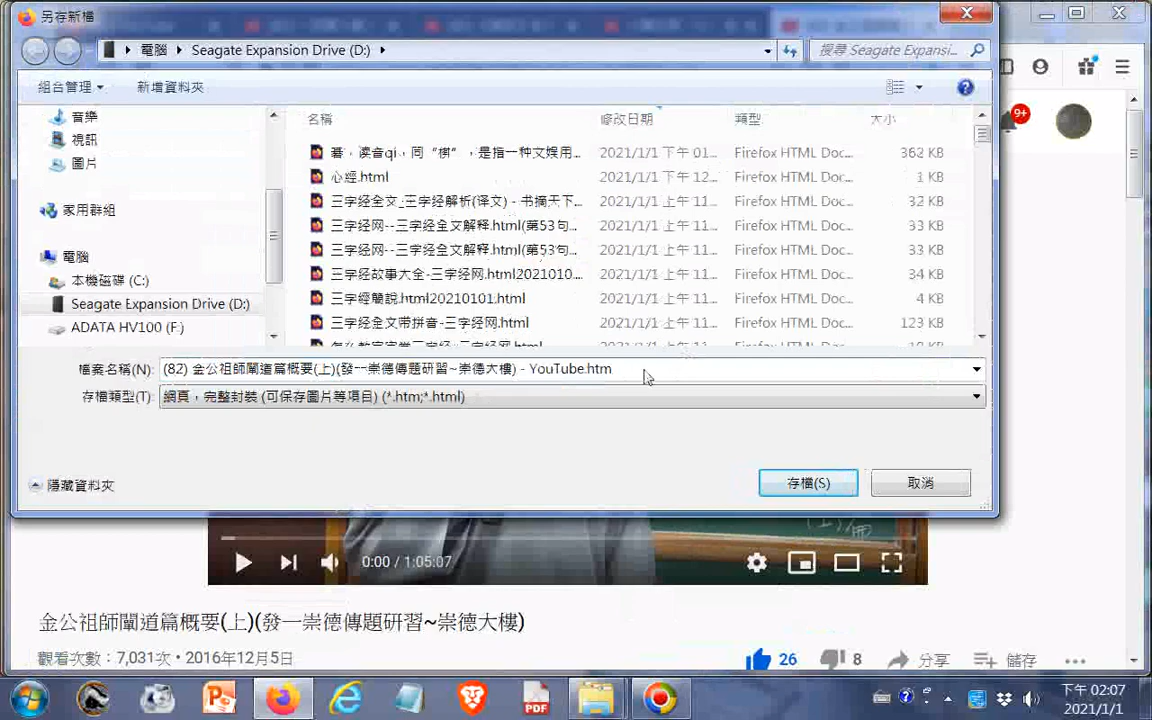 另存新檔
電腦 Seagate Expansion Drive (D:)
搜尋 Seagate Expansi...
組合管理 新增資料夾
9+
音樂
視訊
圖片
家用群組
電腦
本機磁碟 (C:)
Seagate Expansion Drive (D:)
ADATA HV100 (F:)
名稱 修改日期 類型 大小
碁,读音qi、同“棋”,是指一种文娱用... 2021/1/1 下午 01... Firefox HTML Doc... 362 KB
心經.html 2021/1/1 下午 12... Firefox HTML Doc... 1 KB
三字经全文_三字经解析(译文) - 书摘天下... 2021/1/1 上午 11... Firefox HTML Doc... 32 KB
三字经网--三字经全文解释.html(第53句... 2021/1/1 上午 11... Firefox HTML Doc... 33 KB
三字经网--三字经全文解释.html(第53句... 2021/1/1 上午 11... Firefox HTML Doc... 33 KB
三字经故事大全-三字经网.html2021010... 2021/1/1 上午 11... Firefox HTML Doc... 34 KB
三字經簡說.html20210101.html 2021/1/1 上午 11... Firefox HTML Doc... 4 KB
三字经全文带拼音-三字经网.html 2021/1/1 上午 11... Firefox HTML Doc... 123 KB
檔案名稱(N): (82) 金公祖師闡道篇概要(上)(發一崇德傳題研習~崇德大樓) - YouTube.htm
存檔類型(T): 網頁，完整封裝 (可保存圖片等項目) (*.htm;*.html)
隱藏資料夾
存檔(S) 取消
0:00 / 1:05:07
金公祖師闡道篇概要(上)(發一崇德傳題研習~崇德大樓)
觀看次數：7,031次 • 2016年12月5日
26 8 分享 儲存
PDF
下午 02:07
2021/1/1